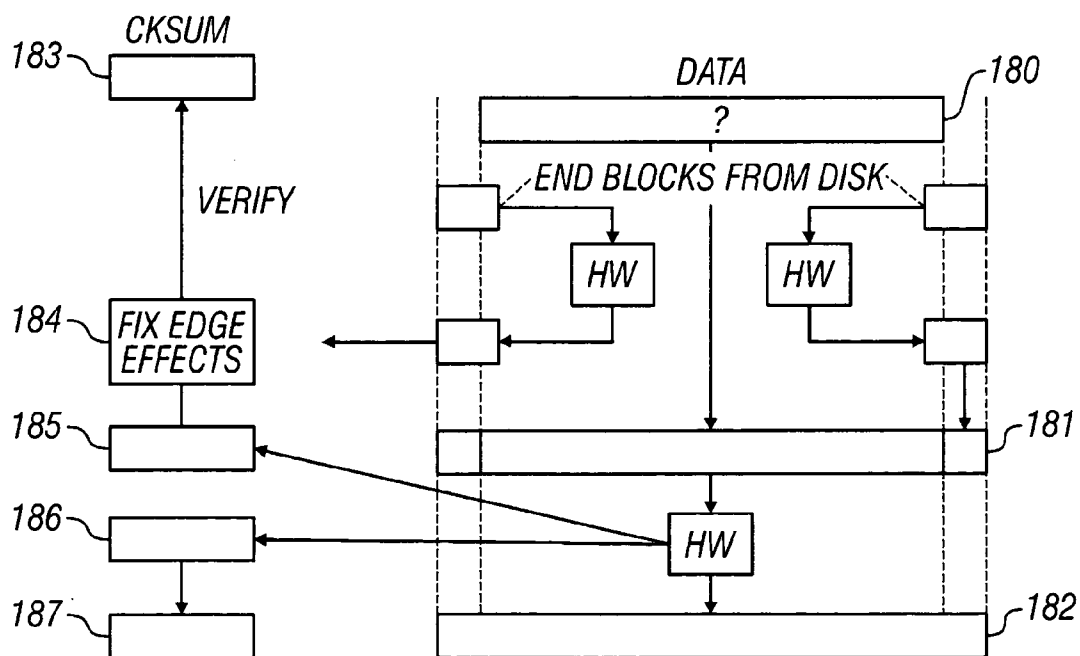 CKSUM
183
DATA
180
?
END BLOCKS FROM DISK
VERIFY
HW
HW
184
FIX EDGE
EFFECTS
185
181
186
HW
187
182